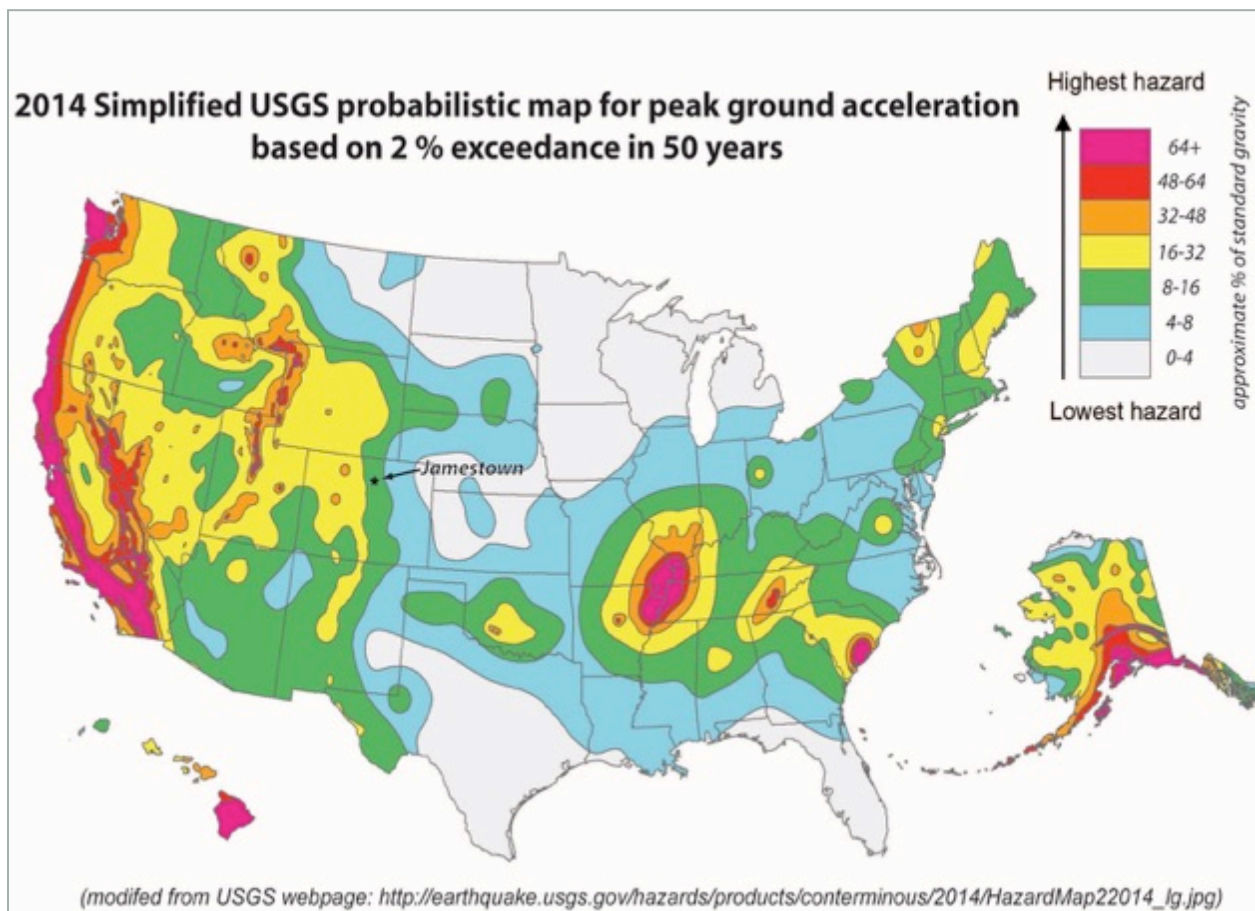 2014 Simplified USGS probabilistic map for peak ground acceleration
based on 2 % exceedance in 50 years
Highest hazard
64+
48-64
32-48
16-32
8-16
4-8
0-4
Lowest hazard
approximate % of standard gravity
Jamestown
(modifed from USGS webpage: http://earthquake.usgs.gov/hazards/products/conterminous/2014/HazardMap22014_lg.jpg)